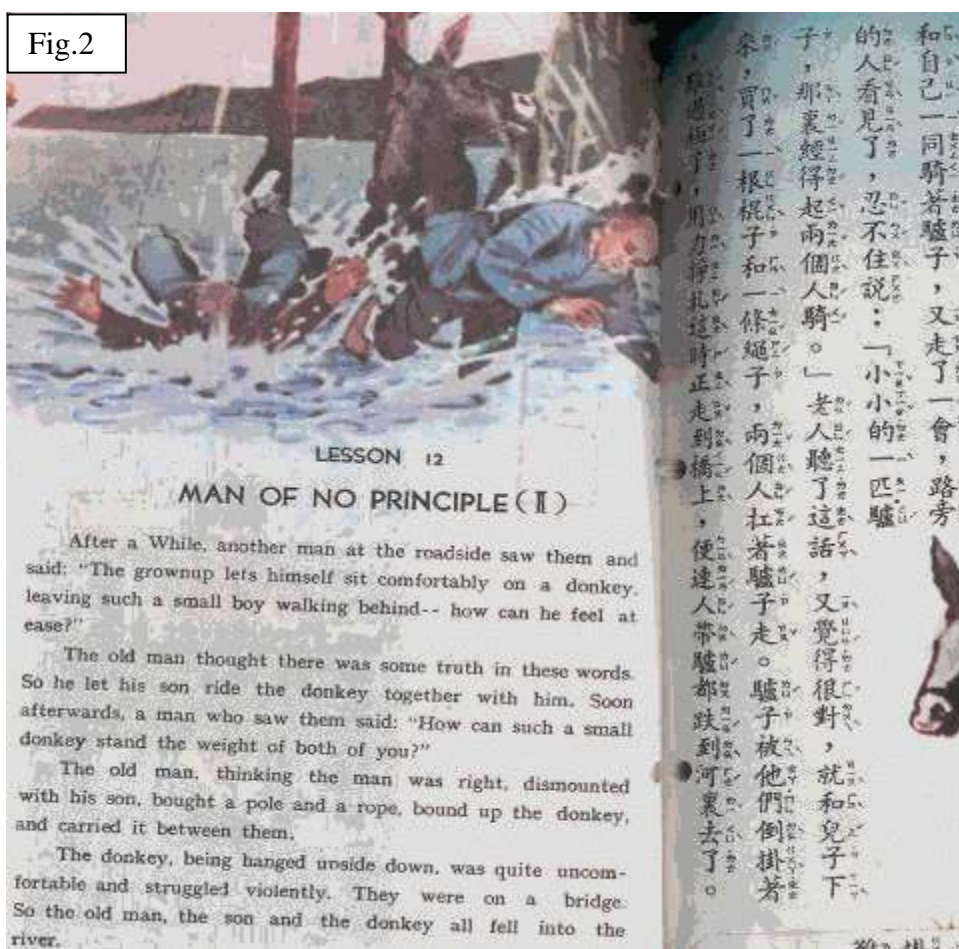 Fig.2
LESSON 12
MAN OF NO PRINCIPLE (Ⅱ)
After a While, another man at the roadside saw them and
said: "The grownup lets himself sit comfortably on a donkey,
leaving such a small boy walking behind-- how can he feel at
ease?"
The old man thought there was some truth in these words.
So he let his son ride the donkey together with him. Soon
afterwards, a man who saw them said: "How can such a small
donkey stand the weight of both of you?"
The old man, thinking the man was right, dismounted
with his son, bought a pole and a rope, bound up the donkey,
and carried it between them.
The donkey, being hanged upside down, was quite uncom-
fortable and struggled violently. They were on a bridge.
So the old man, the son and the donkey all fell into the
river.
和自己一同騎著驢子,又走了一會,路旁
的人看見了,忍不住說:「小小的一匹驢
子,那裏經得起兩個人騎。」老人聽了這話,又覺得很對,就和兒子下
來,買了一根棍子和一條繩子,兩個人扛著驢子走。驢子被他們倒掛著
,難過極了,用力掙扎這時正走到橋上,便連人帶驢都跌到河裏去了。